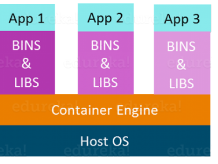 App 1 App 2 App 3
BINS BINS BINS
& & &
LIBS LIBS LIBS
Container Engine
Host OS